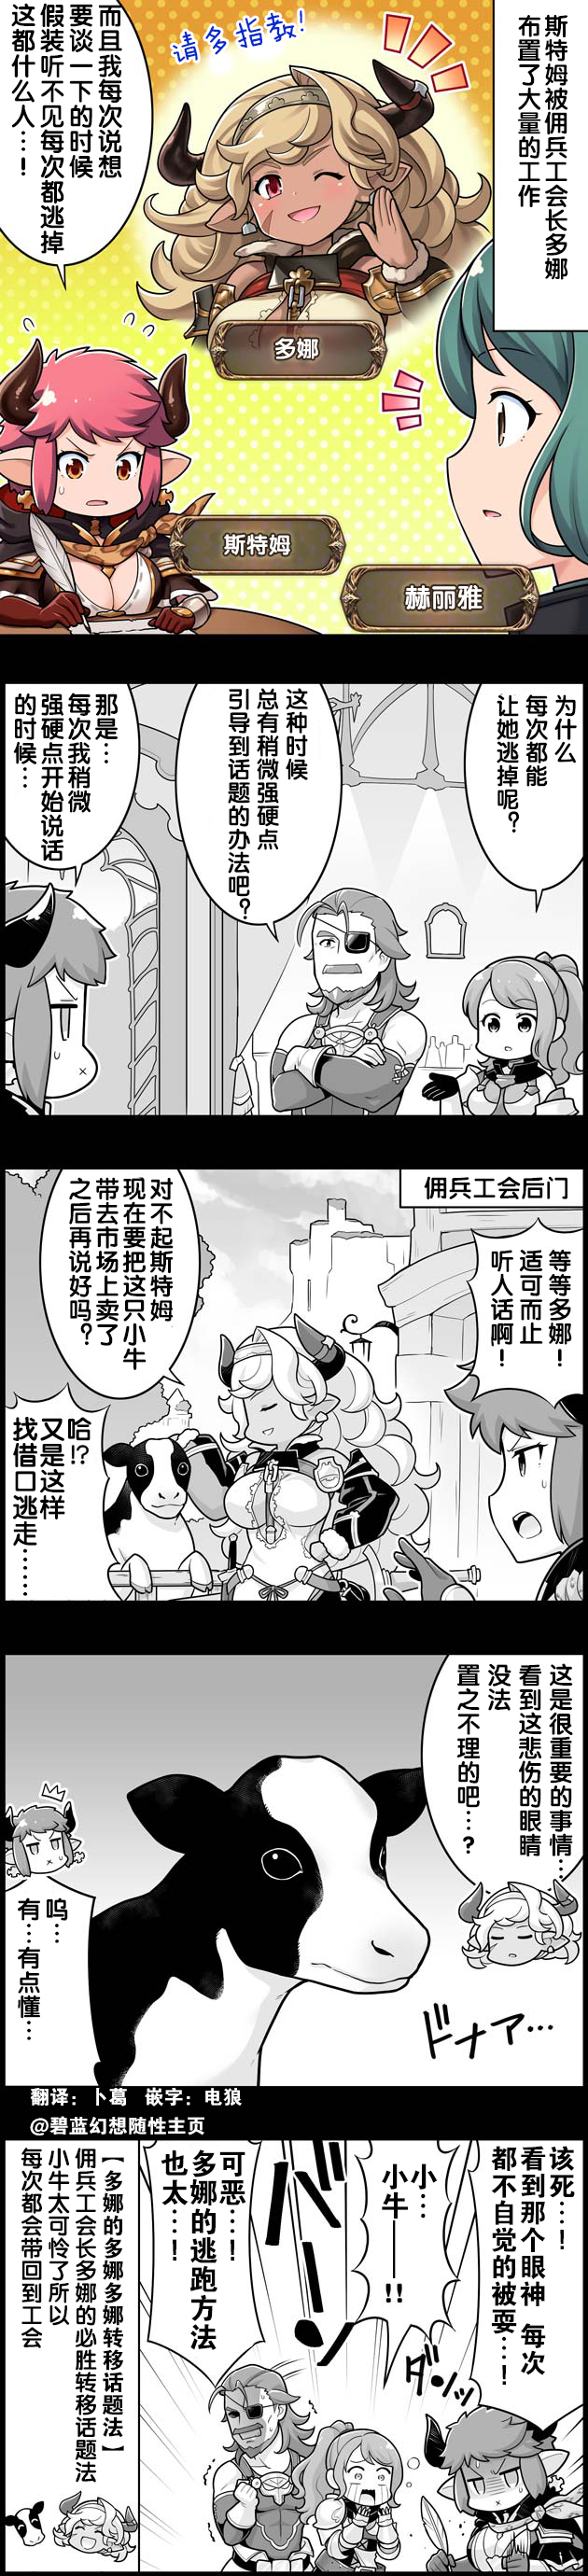 斯特姆被佣兵工会长多娜
布置了大量的工作
请多指教!
而且我每次说想
要谈一下的时候
假装听不见每次都逃掉
这都什么人…!
多娜
斯特姆
赫丽雅
为什么
每次都能
让她逃掉呢?
这种时候
总有稍微强硬点
引导到话题的办法吧?
那是…
每次我稍微
强硬点开始说话
的时候…
佣兵工会后门
等等多娜!
适可而止
听人话啊!
对不起斯特姆
现在要把这只小牛
带去市场上卖了
之后再说好吗?
哈!?
又是这样
找借口逃走……
这是很重要的事情…
看到这悲伤的眼睛
没法
置之不理的吧…?
呜…
有…有点懂…
ドナア…
翻译：卜葛 嵌字：电狼
@碧蓝幻想随性主页
该死…!
看到那个眼神 每次
都不自觉的被耍…!
ダンッ
小…
小牛——!!
バーン
可恶…!
多娜的逃跑方法
也太…!
【多娜的多娜多娜转移话题法】
佣兵工会长多娜的必胜转移话题法
小牛太可怜了所以
每次都会带回到工会